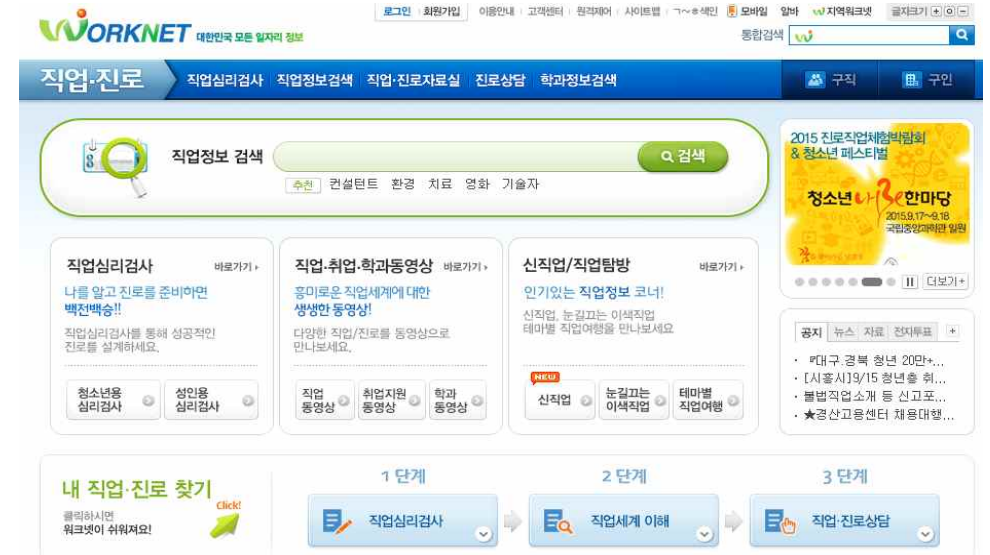 WORKNET 대한민국 모든 일자리 정보
로그인 회원가입 이용안내 고객센터 원격제어 사이트맵 ㄱ~ㅎ색인 모바일 알바 지역워크넷 글자크기
통합검색
직업·진로 직업심리검사 직업정보검색 직업·진로자료실 진로상담 학과정보검색 구직 구인
직업정보 검색 검색
추천 컨설턴트 환경 치료 영화 기술자
2015 진로직업체험박람회
& 청소년 페스티벌
청소년 나Be한마당
2015.9.17~9.18
국립중앙과학관 일원
더보기+
직업심리검사 바로가기
나를 알고 진로를 준비하면
백전백승!!
직업심리검사를 통해 성공적인
진로를 설계하세요.
청소년용
심리검사
성인용
심리검사
직업·취업·학과동영상 바로가기
흥미로운 직업세계에 대한
생생한 동영상!
다양한 직업/진로를 동영상으로
만나보세요.
직업
동영상
취업지원
동영상
학과
동영상
신직업/직업탐방 바로가기
인기있는 직업정보 코너!
신직업, 눈길끄는 이색직업
테마별 직업여행을 만나보세요
NEW
신직업
눈길끄는
이색직업
테마별
직업여행
공지 뉴스 자료 전자투표 +
· 『대구·경북 청년 20만+...
· [시흥시]9/15 청년층 취...
· 불법직업소개 등 신고포...
· ★경산고용센터 채용대행...
내 직업·진로 찾기
클릭하시면
워크넷이 쉬워져요!
Click!
1 단계
직업심리검사
2 단계
직업세계 이해
3 단계
직업·진로상담